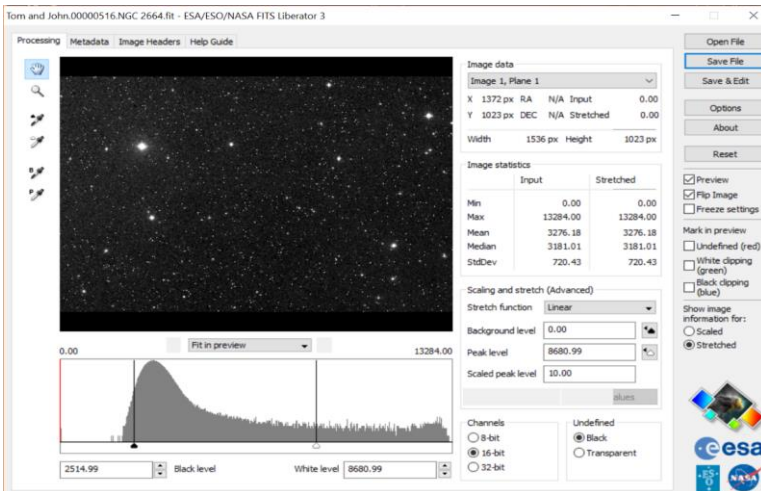 Tom and John.00000516.NGC 2664.fit - ESA/ESO/NASA FITS Liberator 3
Processing Metadata Image Headers Help Guide
Image data
Image 1, Plane 1
X 1372 px RA N/A Input 0.00
Y 1023 px DEC N/A Stretched 0.00
Width 1536 px Height 1023 px
Image statistics
Input Stretched
Min 0.00 0.00
Max 13284.00 13284.00
Mean 3276.18 3276.18
Median 3181.01 3181.01
StdDev 720.43 720.43
Scaling and stretch (Advanced)
Stretch function Linear
Background level 0.00
Peak level 8680.99
Scaled peak level 10.00
alues
Channels
8-bit
16-bit
32-bit
Undefined
Black
Transparent
0.00 Fit in preview 13284.00
2514.99 Black level White level 8680.99
Open File
Save File
Save & Edit
Options
About
Reset
Preview
Flip Image
Freeze settings
Mark in preview
Undefined (red)
White clipping
(green)
Black clipping
(blue)
Show image
information for:
Scaled
Stretched
esa
ES
O
NASA